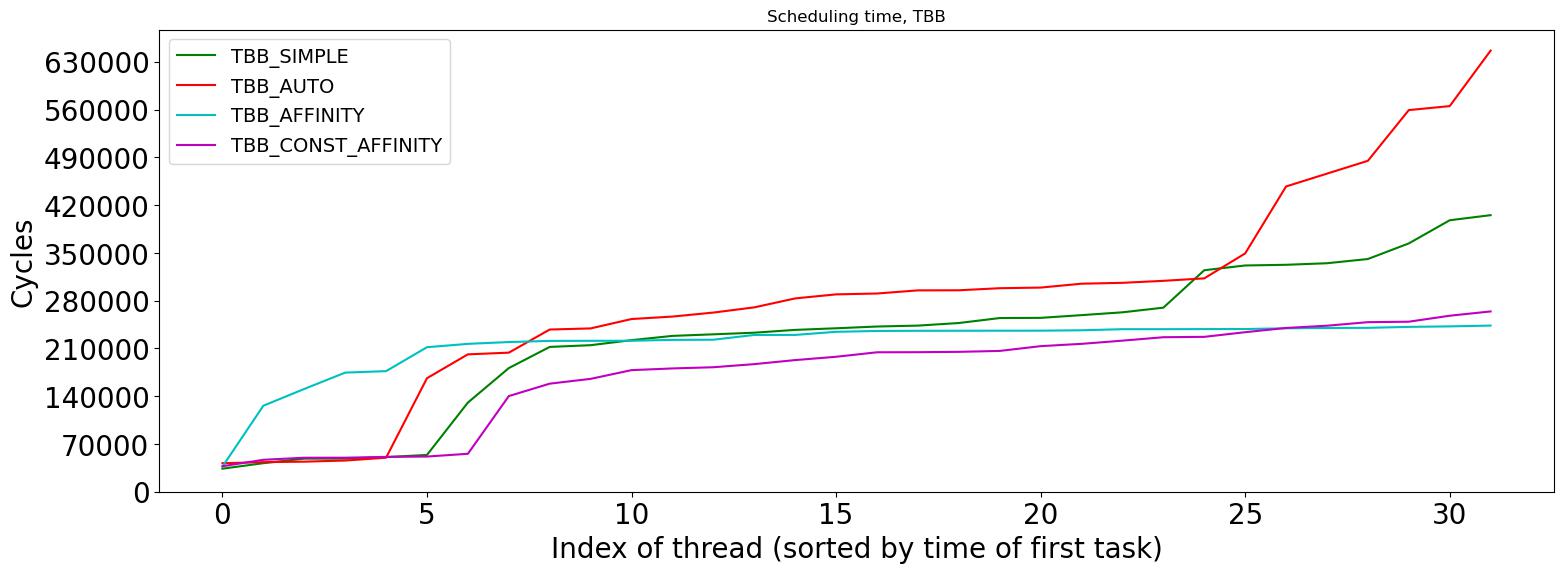 Scheduling time, TBB
TBB_SIMPLE
TBB_AUTO
TBB_AFFINITY
TBB_CONST_AFFINITY
Cycles
630000
560000
490000
420000
350000
280000
210000
140000
70000
0
0 5 10 15 20 25 30
Index of thread (sorted by time of first task)